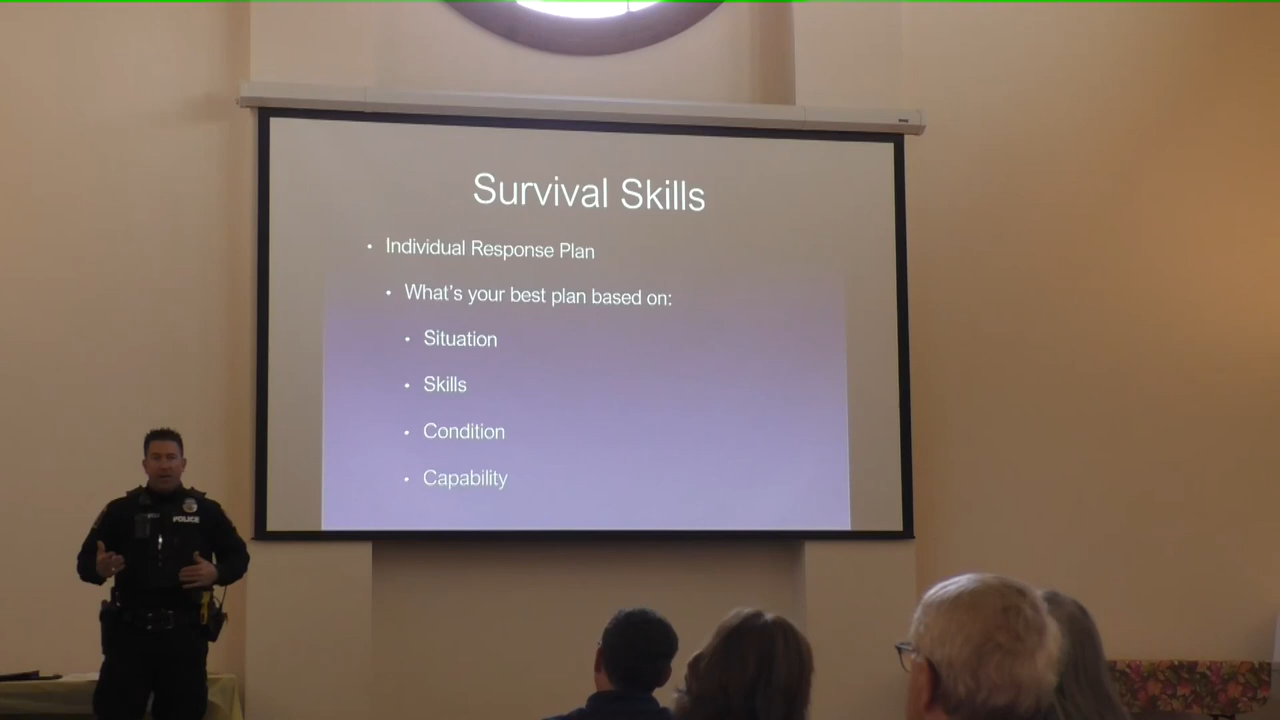 Survival Skills
• Individual Response Plan
• What's your best plan based on:
• Situation
• Skills
• Condition
• Capability
POLICE